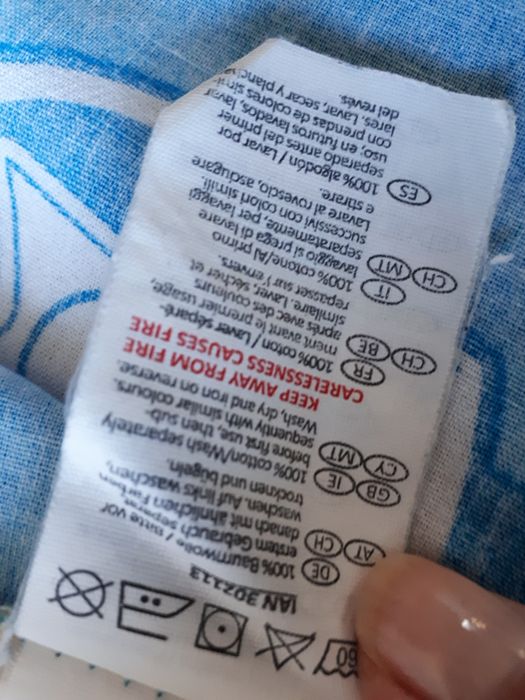 60
IAN 302113
DE 100% Baumwolle / Bitte vor
AT CH erstem Gebrauch separat
danach mit ähnlichen Farben
waschen. Auf links waschen,
trocknen und bügeln.
GB IE 100% cotton/Wash separately
CY MT before first use, then sub-
sequently with similar colours.
Wash, dry and iron on reverse.
KEEP AWAY FROM FIRE
CARELESSNESS CAUSES FIRE
FR 100% coton / Laver séparé-
CH BE ment avant le premier usage,
après avec des couleurs
similaire. Laver, sécher et
repasser sur l'envers.
IT 100% cotone/Al primo
CH MT lavaggio si prega di lavare
separatamente, per, lavaggi
successivi con colori simili.
Lavare al rovescio, asciugare
e stirare.
ES 100% algodón / Lavar por
separado antes del primer
uso, en futuros lavados, lavar
con prendas de colores simi-
lares. Lavar, secar y
del revés.